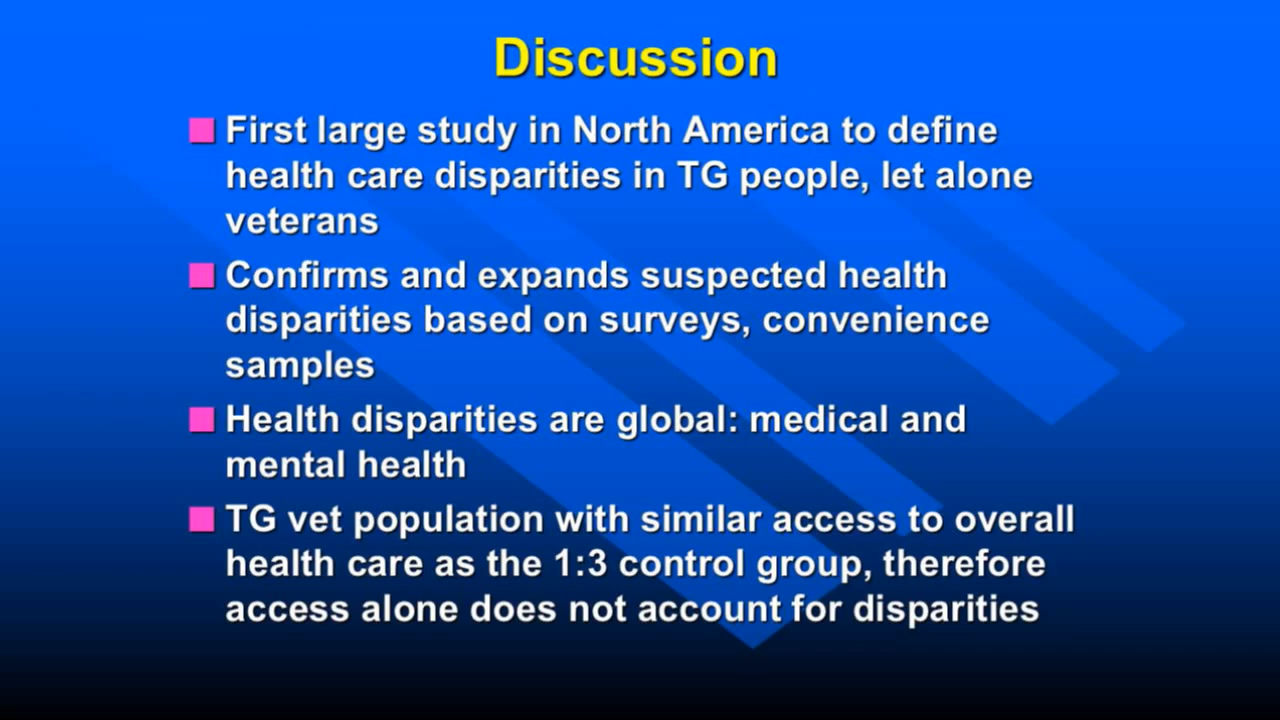 Discussion
First large study in North America to define
health care disparities in TG people, let alone
veterans
Confirms and expands suspected health
disparities based on surveys, convenience
samples
Health disparities are global: medical and
mental health
TG vet population with similar access to overall
health care as the 1:3 control group, therefore
access alone does not account for disparities